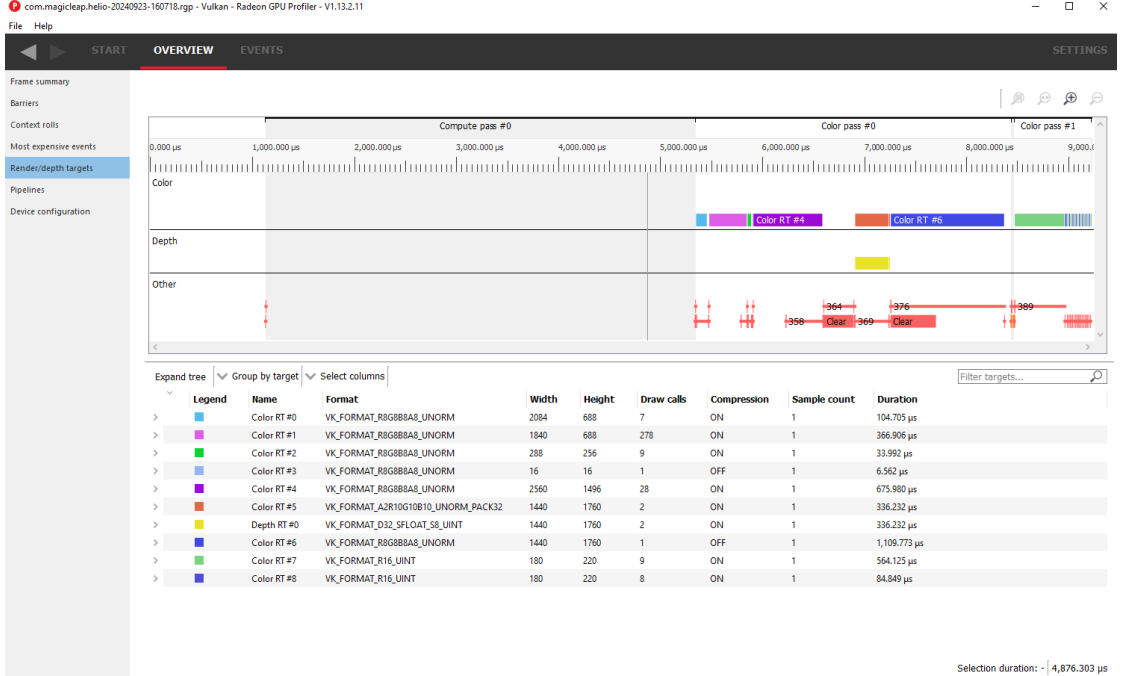 com.magicleap.helio-20240923-160718.rgp - Vulkan - Radeon GPU Profiler - V1.13.2.11
File Help
START OVERVIEW EVENTS SETTINGS
Frame summary
Barriers
Context rolls
Most expensive events
Render/depth targets
Pipelines
Device configuration
Compute pass #0 Color pass #0 Color pass #1
0.000 µs 1,000.000 µs 2,000.000 µs 3,000.000 µs 4,000.000 µs 5,000.000 µs 6,000.000 µs 7,000.000 µs 8,000.000 µs 9,000.0
Color
Color RT #4 Color RT #6
Depth
Other
364 376 389
358 Clear 369 Clear
Expand tree Group by target Select columns Filter targets...
Legend Name Format Width Height Draw calls Compression Sample count Duration
Color RT #0 VK_FORMAT_R8G8B8A8_UNORM 2084 688 7 ON 1 104.705 µs
Color RT #1 VK_FORMAT_R8G8B8A8_UNORM 1840 688 278 ON 1 366.906 µs
Color RT #2 VK_FORMAT_R8G8B8A8_UNORM 288 256 9 ON 1 33.992 µs
Color RT #3 VK_FORMAT_R8G8B8A8_UNORM 16 16 1 OFF 1 6.562 µs
Color RT #4 VK_FORMAT_R8G8B8A8_UNORM 2560 1496 28 ON 1 675.980 µs
Color RT #5 VK_FORMAT_A2R10G10B10_UNORM_PACK32 1440 1760 2 ON 1 336.232 µs
Depth RT #0 VK_FORMAT_D32_SFLOAT_S8_UINT 1440 1760 2 ON 1 336.232 µs
Color RT #6 VK_FORMAT_R8G8B8A8_UNORM 1440 1760 1 OFF 1 1,109.773 µs
Color RT #7 VK_FORMAT_R16_UINT 180 220 9 ON 1 564.125 µs
Color RT #8 VK_FORMAT_R16_UINT 180 220 8 ON 1 84.849 µs
Selection duration: - 4,876.303 µs